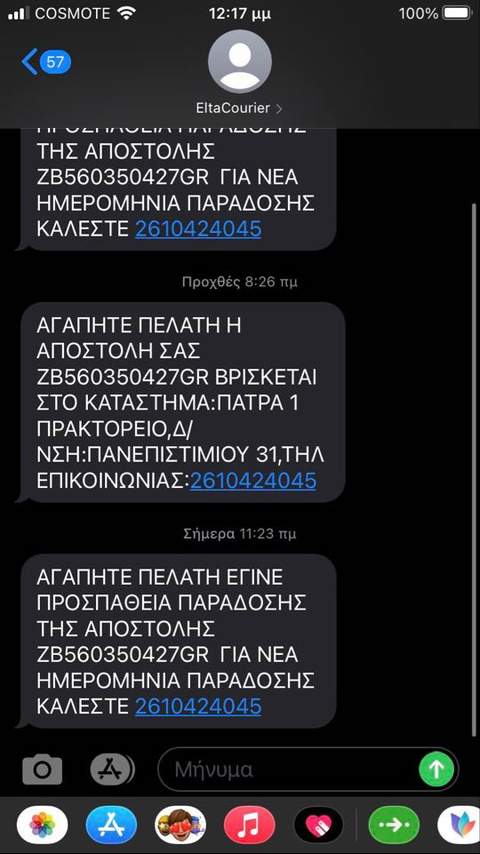 COSMOTE
12:17 μμ
100%
57
EltaCourier
ΠΡΟΣΠΑΘΕΙΑ ΠΑΡΑΔΟΣΗΣ
ΤΗΣ ΑΠΟΣΤΟΛΗΣ
ZB560350427GR ΓΙΑ ΝΕΑ
ΗΜΕΡΟΜΗΝΙΑ ΠΑΡΑΔΟΣΗΣ
ΚΑΛΕΣΤΕ 2610424045
Προχθές 8:26 πμ
ΑΓΑΠΗΤΕ ΠΕΛΑΤΗ Η
ΑΠΟΣΤΟΛΗ ΣΑΣ
ZB560350427GR ΒΡΙΣΚΕΤΑΙ
ΣΤΟ ΚΑΤΑΣΤΗΜΑ:ΠΑΤΡΑ 1
ΠΡΑΚΤΟΡΕΙΟ,Δ/
ΝΣΗ:ΠΑΝΕΠΙΣΤΙΜΙΟΥ 31,ΤΗΛ
ΕΠΙΚΟΙΝΩΝΙΑΣ:2610424045
Σήμερα 11:23 πμ
ΑΓΑΠΗΤΕ ΠΕΛΑΤΗ ΕΓΙΝΕ
ΠΡΟΣΠΑΘΕΙΑ ΠΑΡΑΔΟΣΗΣ
ΤΗΣ ΑΠΟΣΤΟΛΗΣ
ZB560350427GR ΓΙΑ ΝΕΑ
ΗΜΕΡΟΜΗΝΙΑ ΠΑΡΑΔΟΣΗΣ
ΚΑΛΕΣΤΕ 2610424045
Μήνυμα